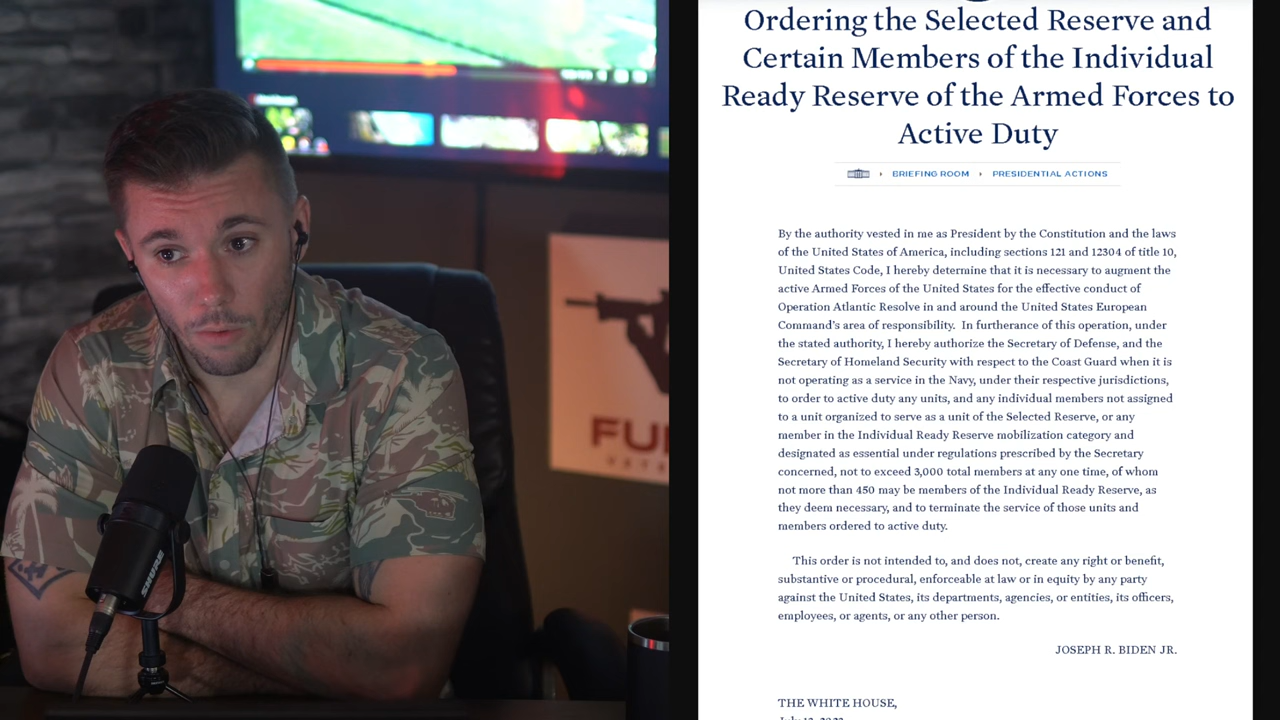 Ordering the Selected Reserve and
Certain Members of the Individual
Ready Reserve of the Armed Forces to
Active Duty
BRIEFING ROOM
PRESIDENTIAL ACTIONS
By the authority vested in me as President by the Constitution and the laws
of the United States of America, including sections 121 and 12304 of title 10,
United States Code, I hereby determine that it is necessary to augment the
active Armed Forces of the United States for the effective conduct of
Operation Atlantic Resolve in and around the United States European
Command's area of responsibility.  In furtherance of this operation, under
the stated authority, I hereby authorize the Secretary of Defense, and the
Secretary of Homeland Security with respect to the Coast Guard when it is
not operating as a service in the Navy, under their respective jurisdictions,
to order to active duty any units, and any individual members not assigned
to a unit organized to serve as a unit of the Selected Reserve, or any
member in the Individual Ready Reserve mobilization category and
designated as essential under regulations prescribed by the Secretary
concerned, not to exceed 3,000 total members at any one time, of whom
not more than 450 may be members of the Individual Ready Reserve, as
they deem necessary, and to terminate the service of those units and
members ordered to active duty.
This order is not intended to, and does not, create any right or benefit,
substantive or procedural, enforceable at law or in equity by any party
against the United States, its departments, agencies, or entities, its officers,
employees, or agents, or any other person.
JOSEPH R. BIDEN JR.
THE WHITE HOUSE,
SHURE
FU